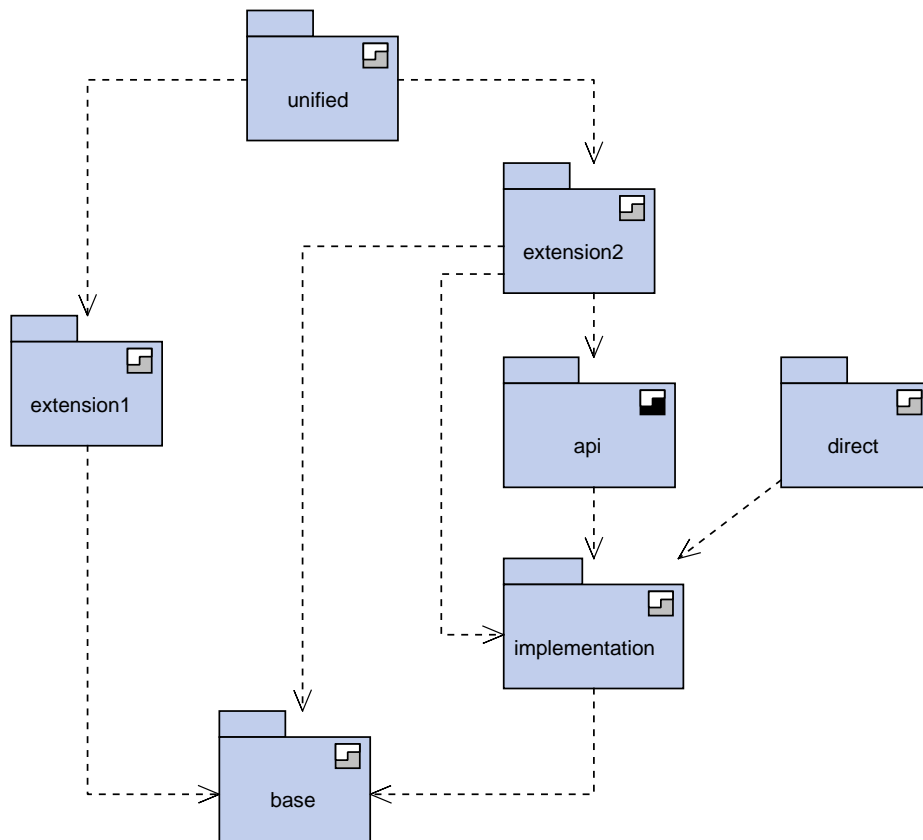 unified
extension2
extension1
api
direct
implementation
base